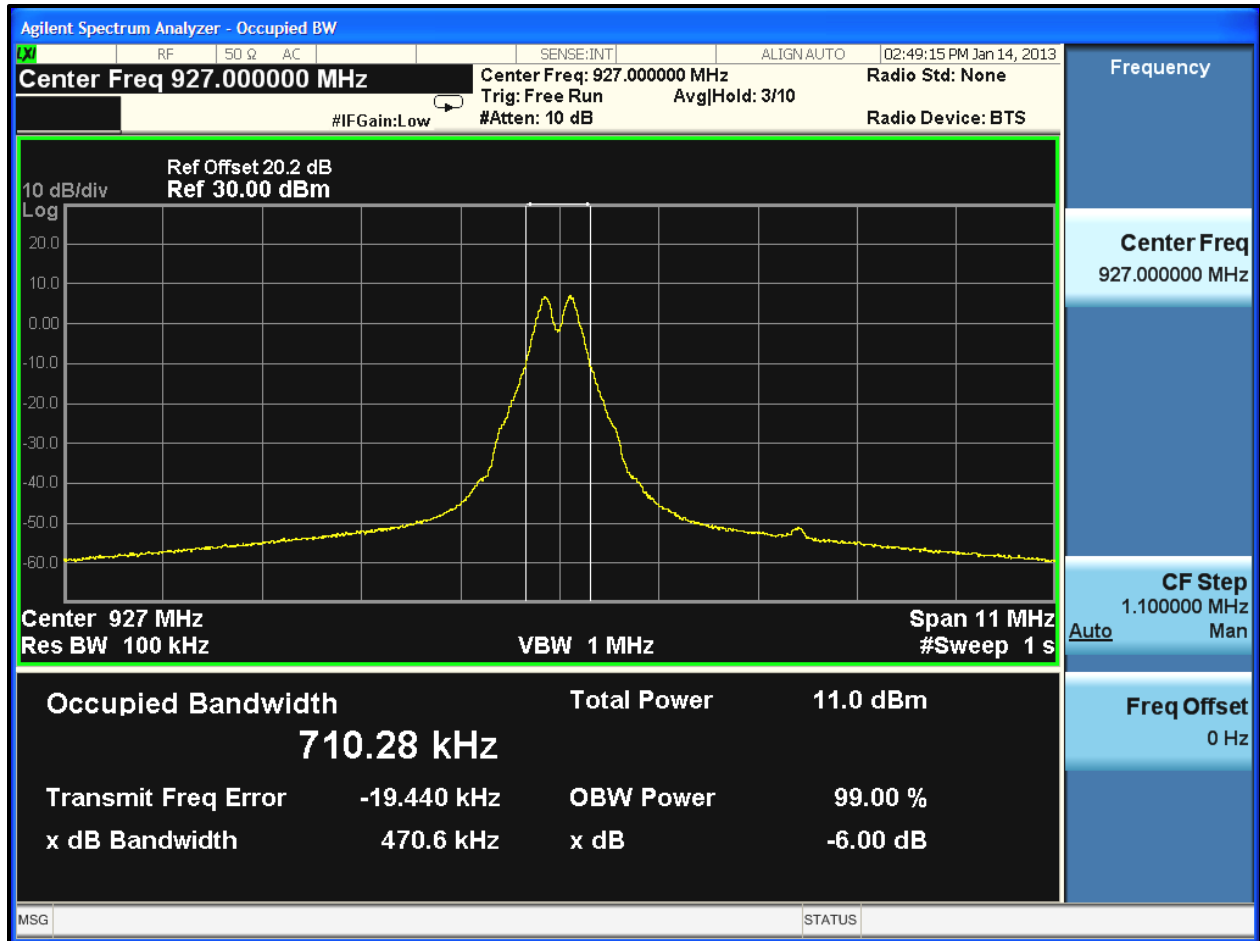 Agilent Spectrum Analyzer - Occupied BW
LXI RF 50 Ω AC SENSE:INT ALIGN AUTO 02:49:15 PM Jan 14, 2013
Center Freq 927.000000 MHz
Center Freq: 927.000000 MHz Radio Std: None
Trig: Free Run Avg|Hold: 3/10
#IFGain:Low #Atten: 10 dB Radio Device: BTS
Ref Offset 20.2 dB
10 dB/div Ref 30.00 dBm
Log
20.0
10.0
0.00
-10.0
-20.0
-30.0
-40.0
-50.0
-60.0
Center 927 MHz Span 11 MHz
Res BW 100 kHz VBW 1 MHz #Sweep 1 s
Occupied Bandwidth Total Power 11.0 dBm
710.28 kHz
Transmit Freq Error -19.440 kHz OBW Power 99.00 %
x dB Bandwidth 470.6 kHz x dB -6.00 dB
MSG STATUS
Frequency
Center Freq
927.000000 MHz
CF Step
1.100000 MHz
Auto Man
Freq Offset
0 Hz